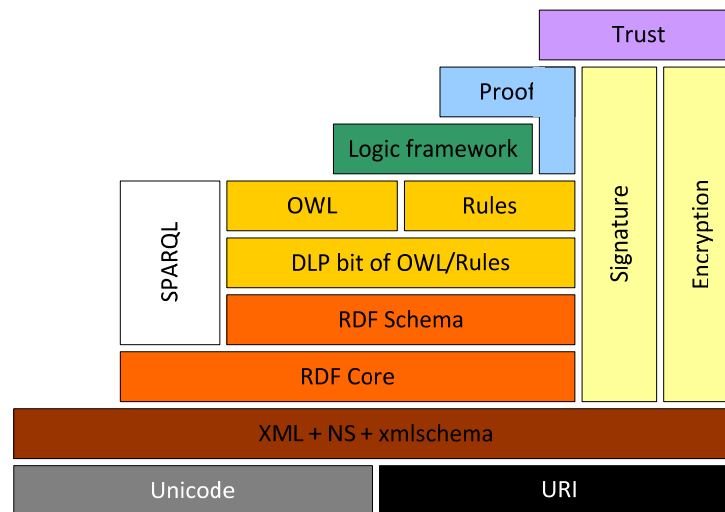 Trust
Proof
Logic framework
OWL
Rules
SPARQL
DLP bit of OWL/Rules
Signature
Encryption
RDF Schema
RDF Core
XML + NS + xmlschema
Unicode
URI